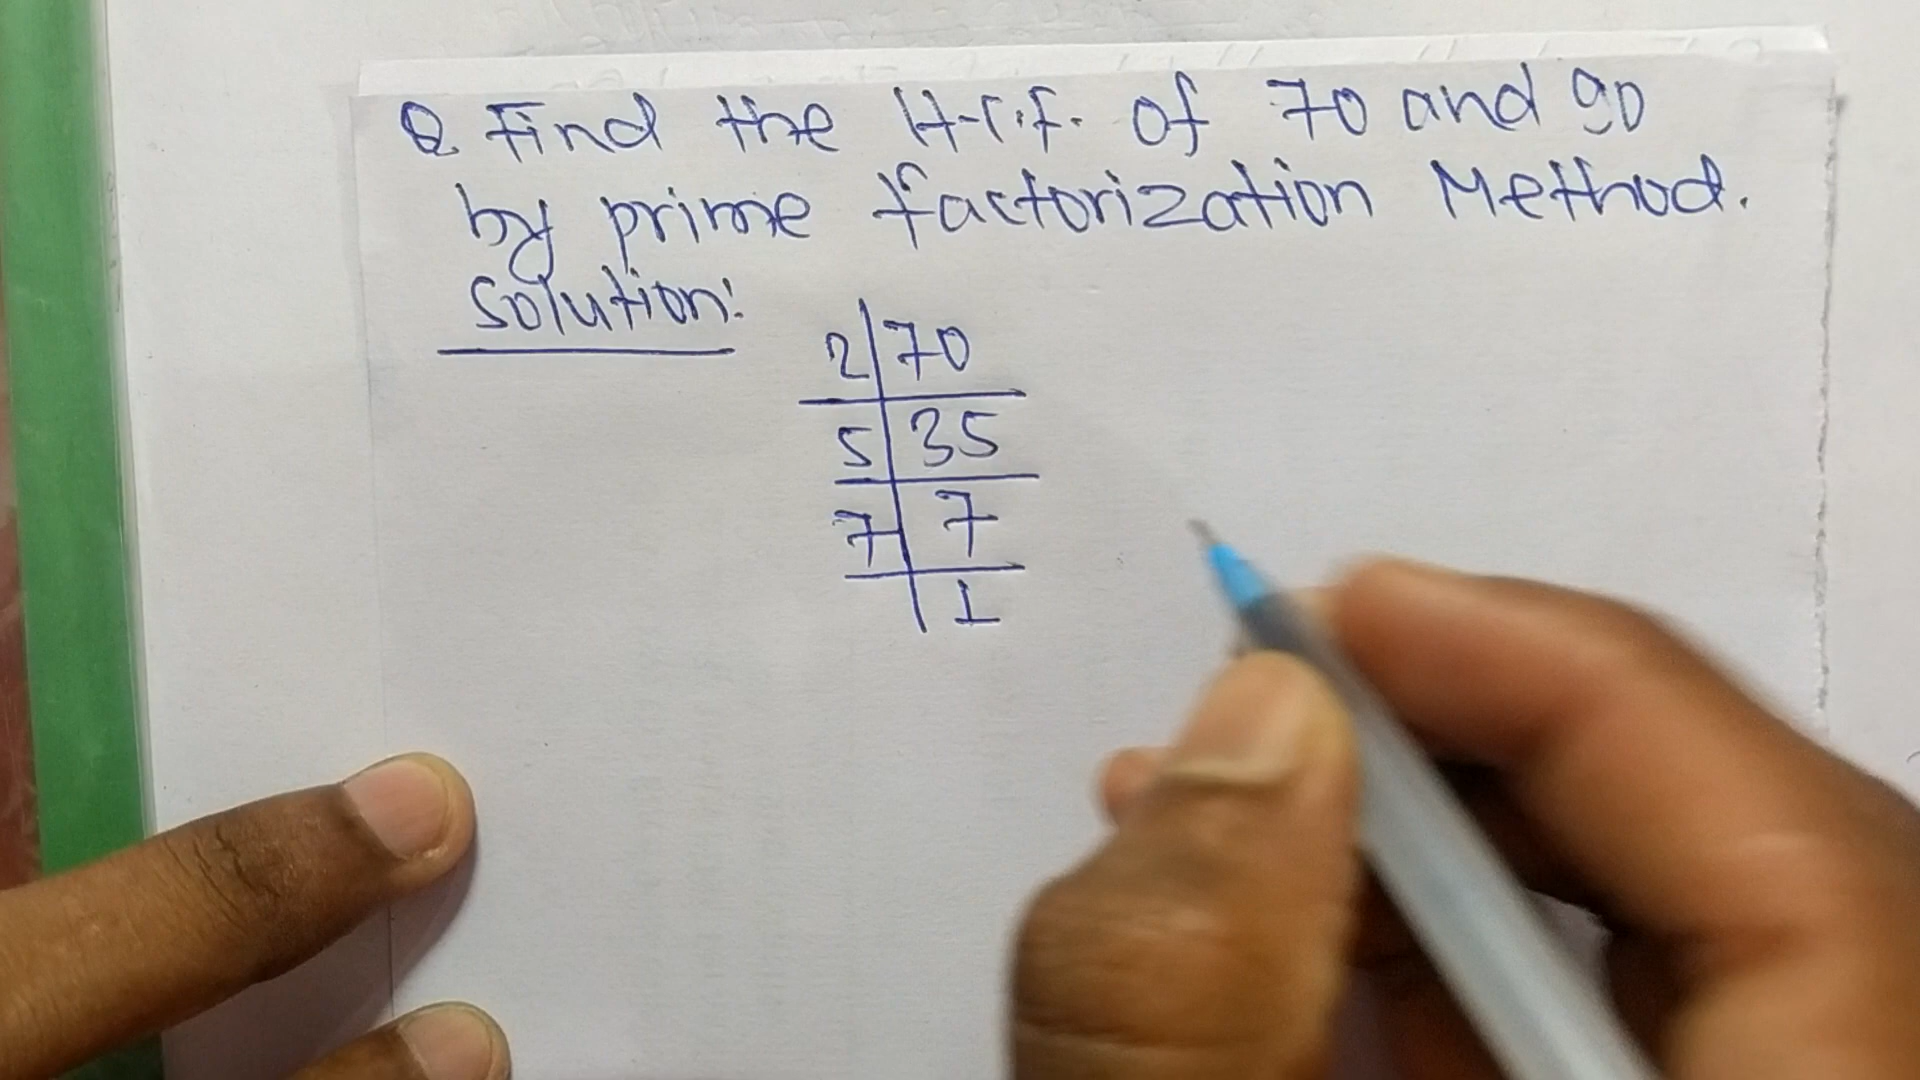 Q Find the H.C.F. of 70 and 90
by prime factorization Method.
Solution:
2 70
5 35
7 7
1